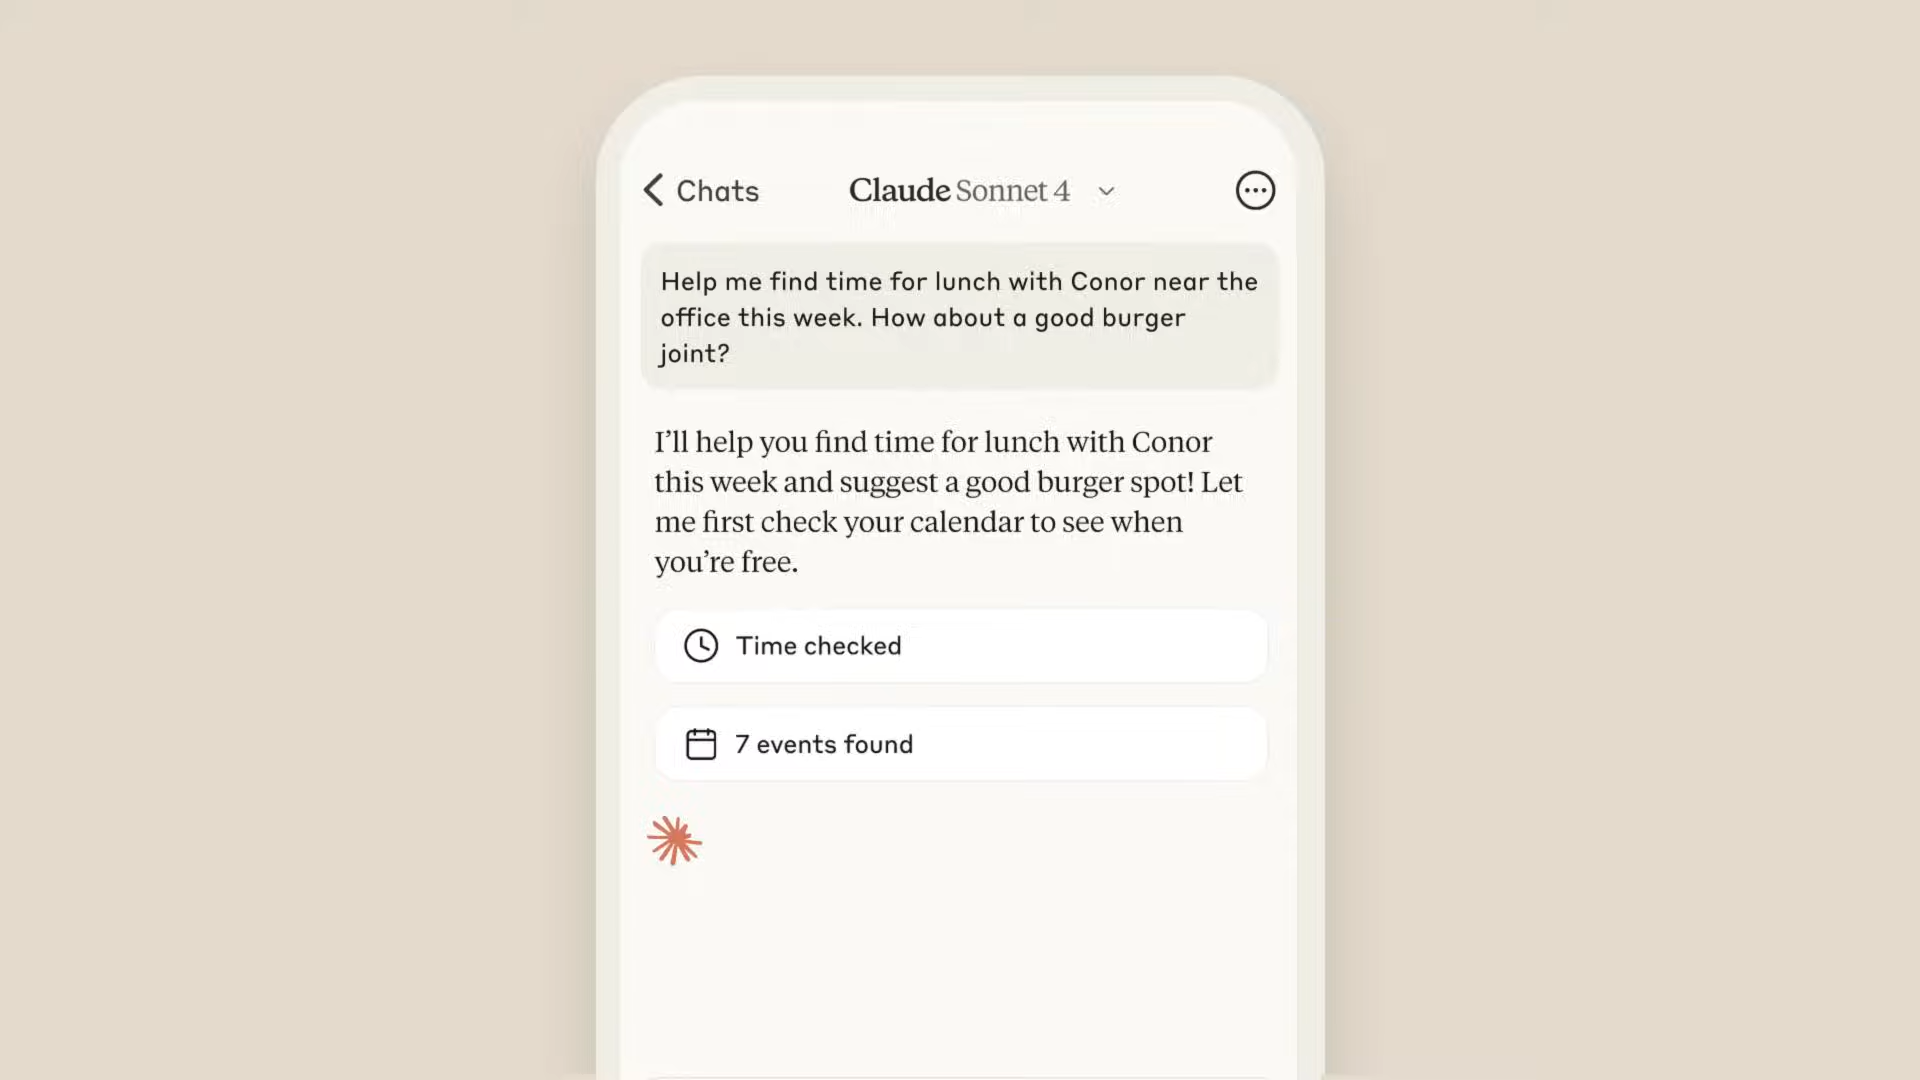 Chats
Claude Sonnet 4
Help me find time for lunch with Conor near the
office this week. How about a good burger
joint?
I’ll help you find time for lunch with Conor
this week and suggest a good burger spot! Let
me first check your calendar to see when
you’re free.
Time checked
7 events found